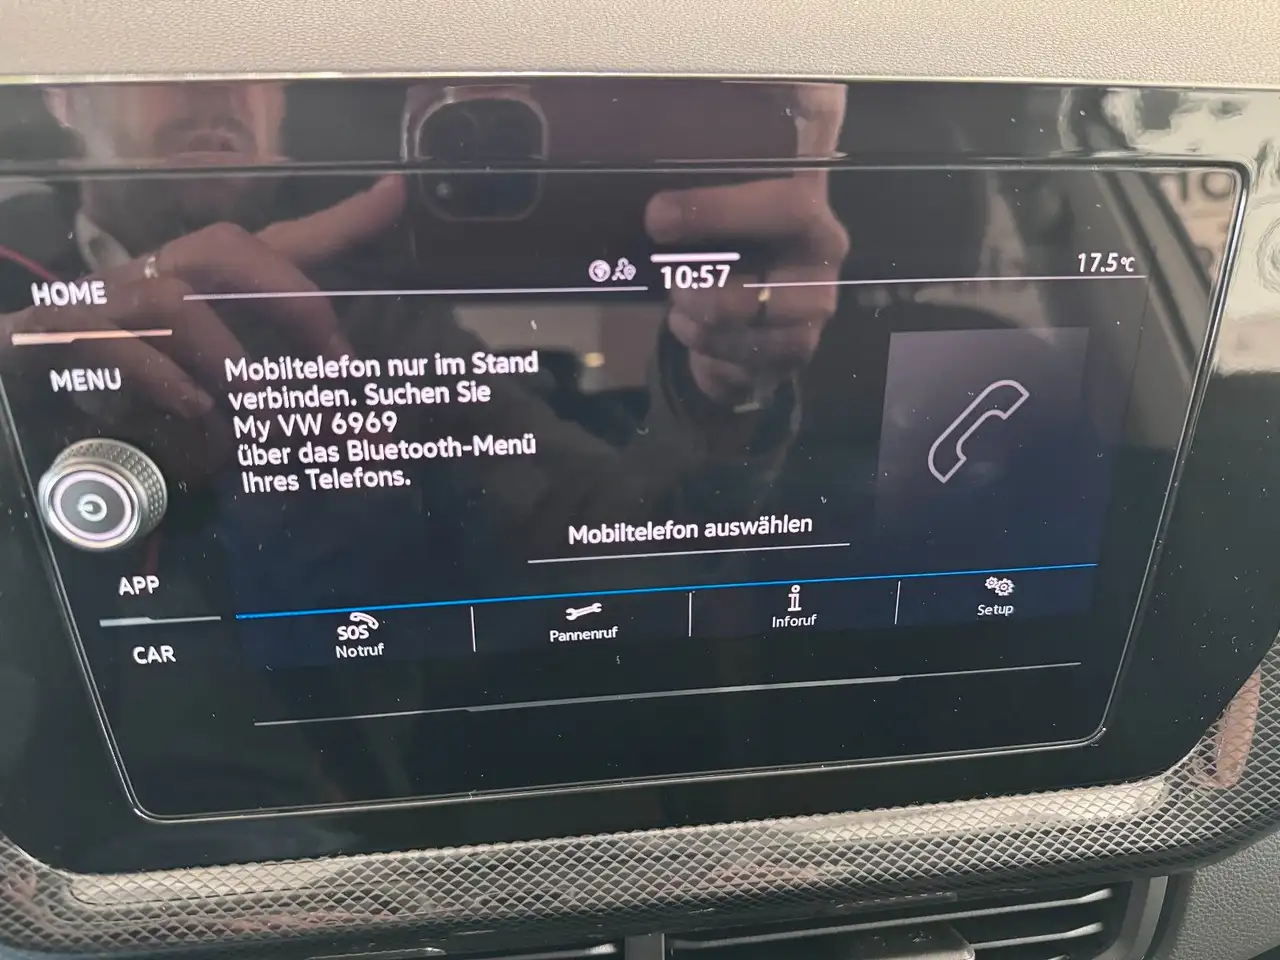 HOME
10:57
17.5°C
MENU
Mobiltelefon nur im Stand
verbinden. Suchen Sie
My VW 6969
über das Bluetooth-Menü
Ihres Telefons.
Mobiltelefon auswählen
APP
CAR
SOS
Notruf
Pannenruf
Inforuf
Setup